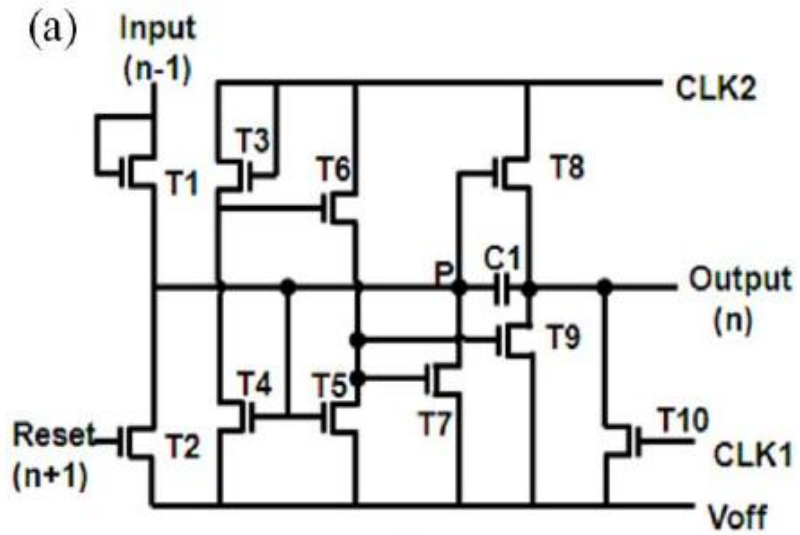 (a)
Input
(n-1)
CLK2
T3
T6
T8
T1
P
C1
Output
(n)
T9
T4
T5
T7
T10
Reset
(n+1)
T2
CLK1
Voff